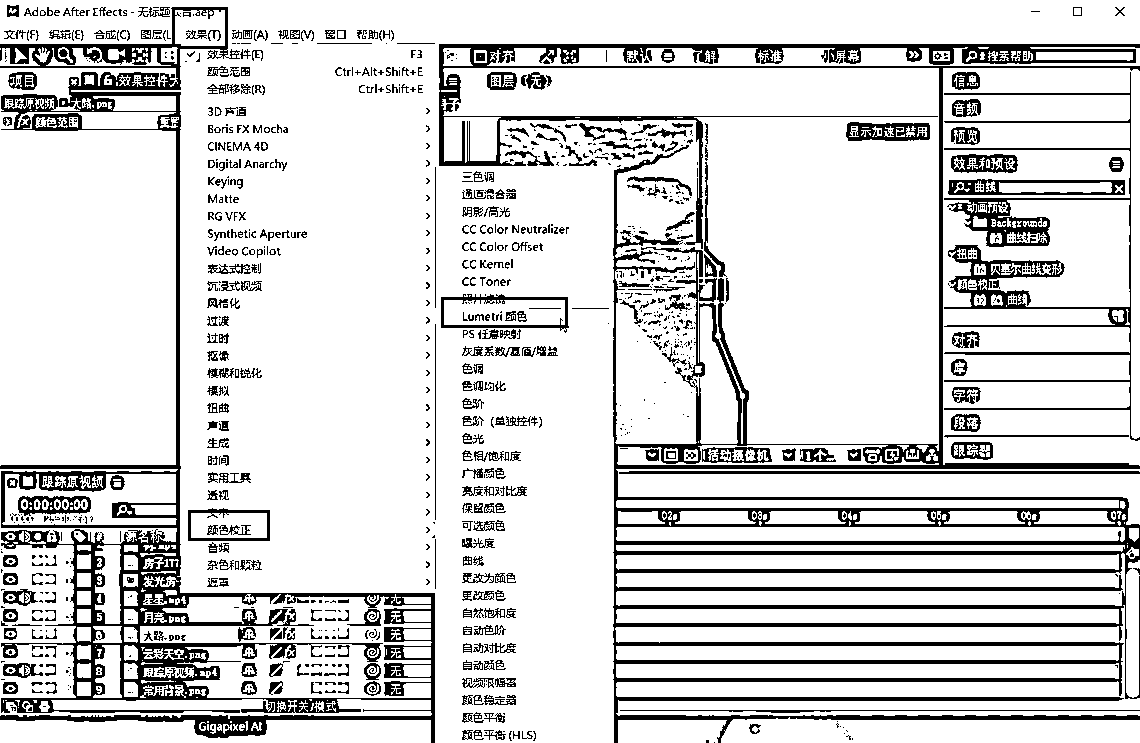 Adobe After Effects - 无标题
.aep *
文件(F) 编辑(E) 合成(C) 图层(L 效果(T) 动画(A) 视图(V) 窗口 帮助(H)
对齐 默认 了解 标准 小屏幕 搜索帮助
项目 效果控件大
跟踪原视频 大路.png
fx 颜色范围 重置
效果控件(E) F3
颜色范围 Ctrl+Alt+Shift+E
全部移除(R) Ctrl+Shift+E
3D 声道
Boris FX Mocha
CINEMA 4D
Digital Anarchy
Keying
Matte
RG VFX
Synthetic Aperture
Video Copilot
表达式控制
沉浸式视频
风格化
过渡
过时
抠像
模糊和锐化
模拟
扭曲
声道
生成
时间
实用工具
透视
文本
颜色校正
音频
杂色和颗粒
遮罩
图层 (无)
显示加速已禁用
三色调
通道混合器
阴影/高光
CC Color Neutralizer
CC Color Offset
CC Kernel
CC Toner
照片滤镜
Lumetri 颜色
PS 任意映射
灰度系数/基值/增益
色调
色调均化
色阶
色阶（单独控件）
色光
色相/饱和度
广播颜色
亮度和对比度
保留颜色
可选颜色
曝光度
曲线
更改为颜色
更改颜色
自然饱和度
自动色阶
自动对比度
自动颜色
视频限幅器
颜色稳定器
颜色平衡
颜色平衡 (HLS)
信息
音频
预览
效果和预设
曲线
动画预设
Backgrounds
曲线扫除
扭曲
贝塞尔曲线变形
颜色校正
曲线
对齐
库
字符
段落
跟踪器
活动摄像机 1个...
跟踪原视频
0:00:00:00
# 源名称
02s 03s 04s 05s 06s 07s
2
3 发光房
4 星星.mp4 无
5 月亮.png 无
6 大路.png 无
7 云彩天空.png 无
8 跟踪原视频.mp4 无
9 常用背景.png 无
切换开关/模式
Gigapixel AI